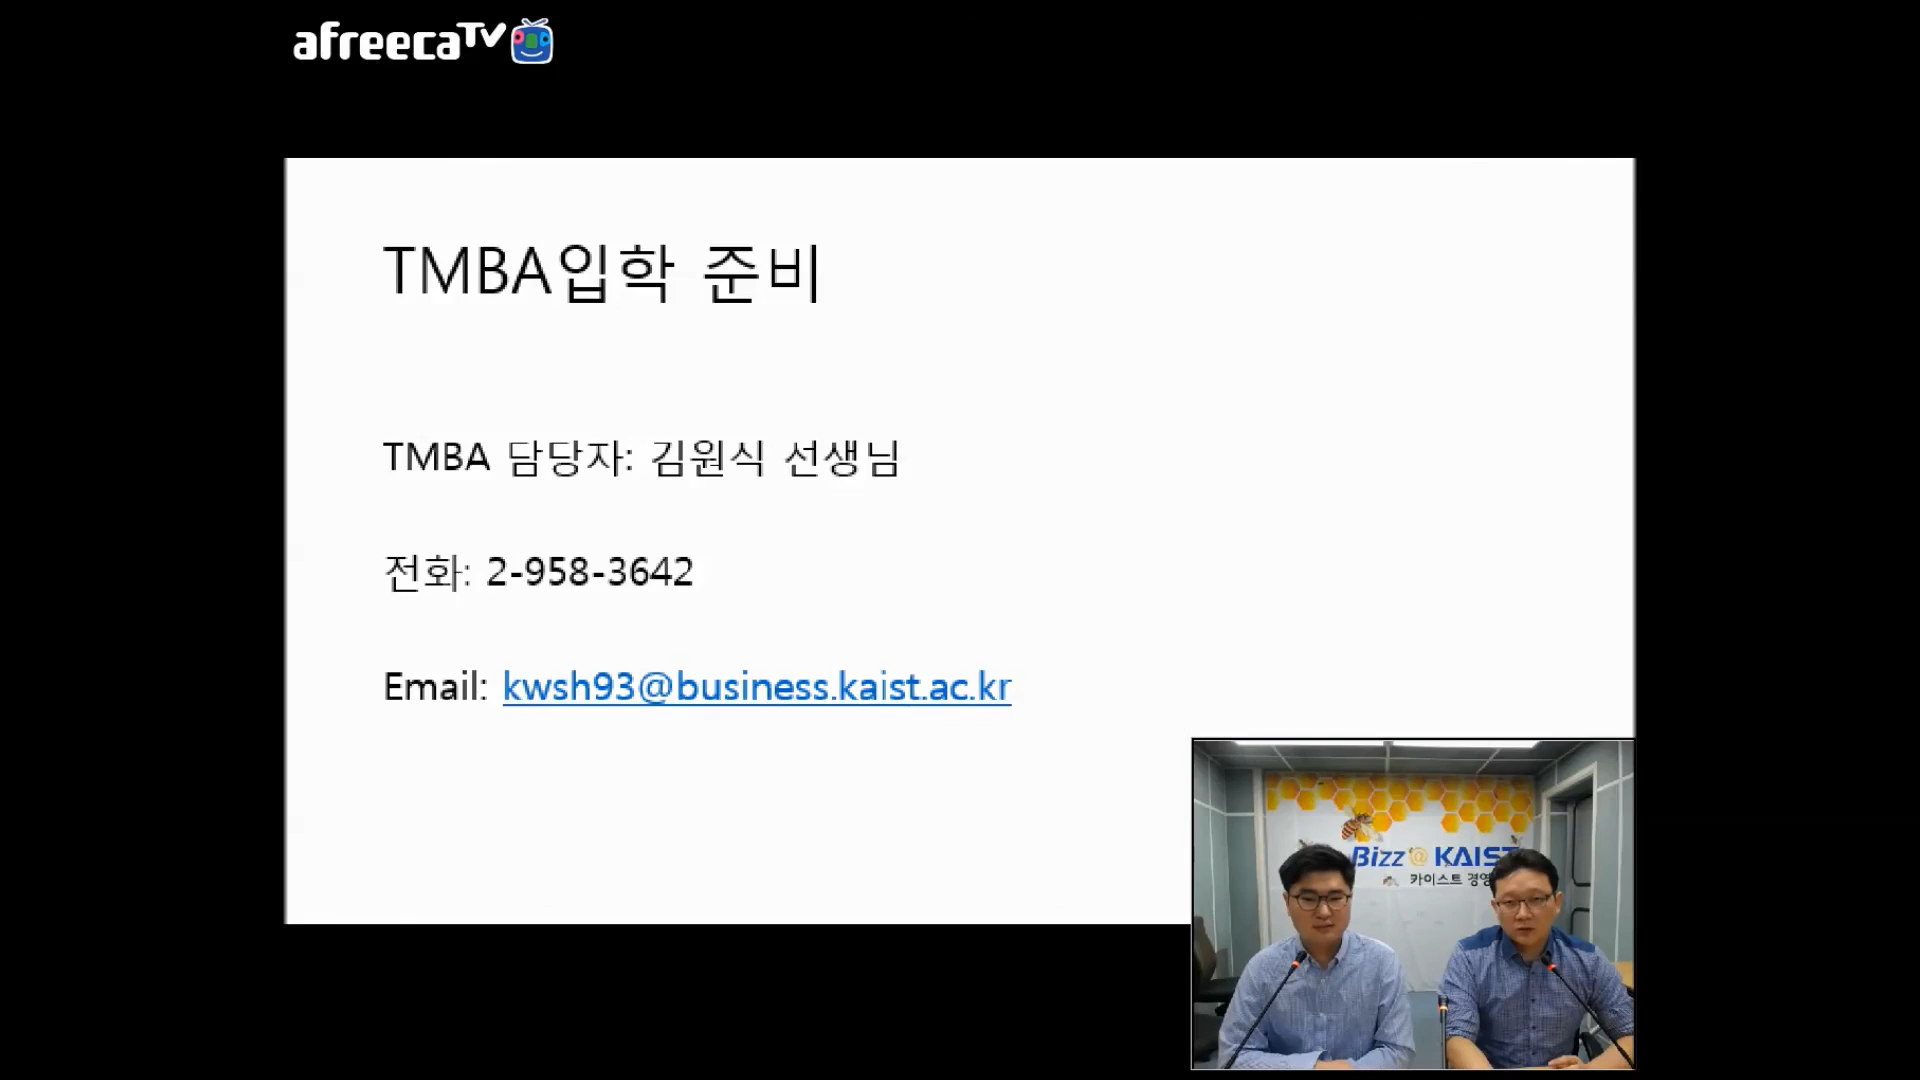 afreecaTV
TMBA입학 준비
TMBA 담당자: 김원식 선생님
전화: 2-958-3642
Email: kwsh93@business.kaist.ac.kr
Bizz@KAIST
카이스트 경영